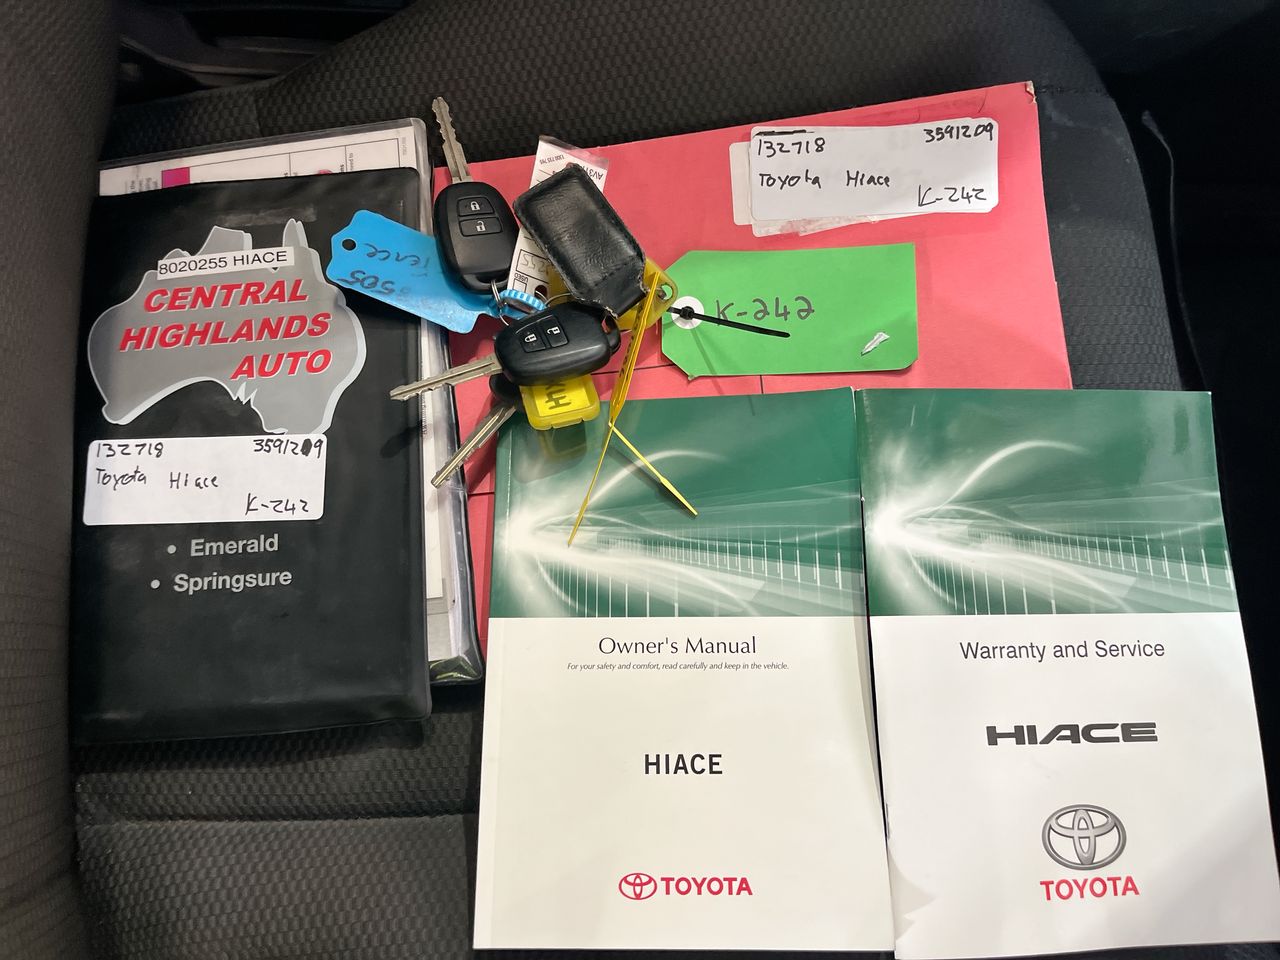 8020255 HIACE
CENTRAL
HIGHLANDS
AUTO
132718 3591209
Toyota Hiace
K-242
• Emerald
• Springsure
132718 3591209
Toyota Hiace
K-242
K-242
Owner's Manual
For your safety and comfort, read carefully and keep in the vehicle.
HIACE
TOYOTA
Warranty and Service
HIACE
TOYOTA